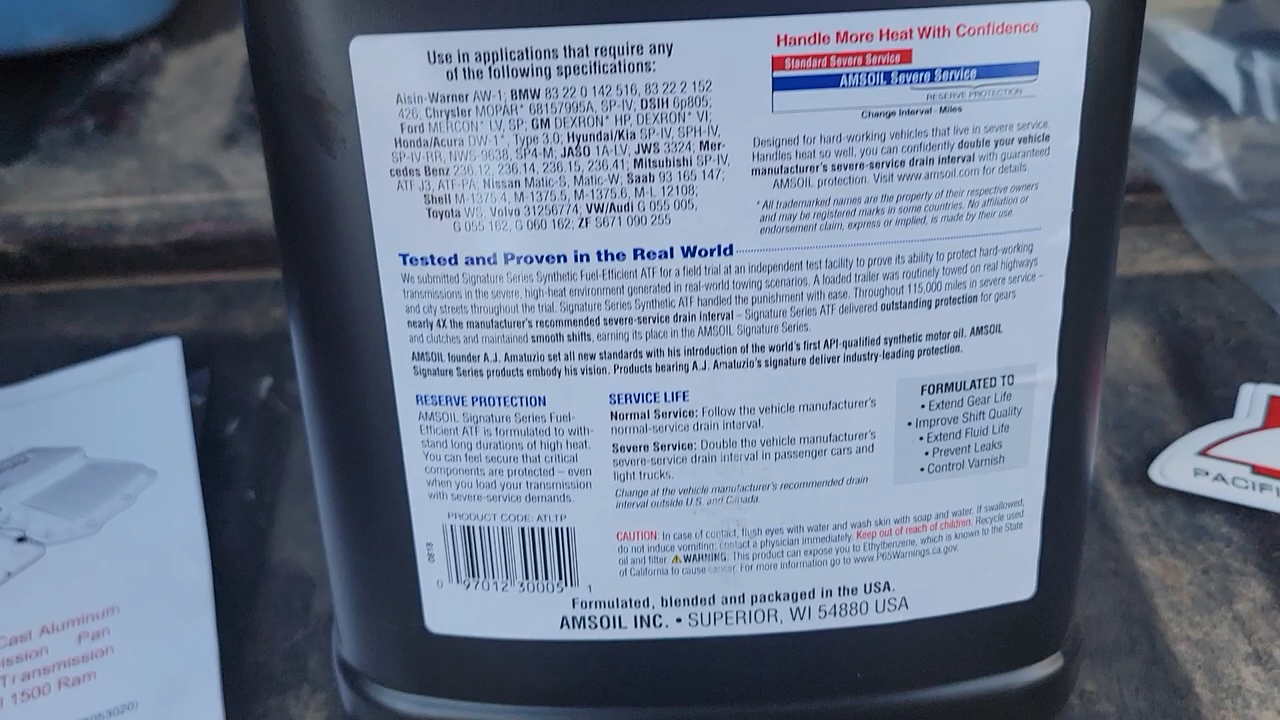 Use in applications that require any
of the following specifications:
Aisin-Warner AW-1; BMW 83 22 0 142 516, 83 22 2 152
426; Chrysler MOPAR* 68157995A, SP-IV; DSIH 6p805;
Ford MERCON* LV, SP; GM DEXRON* HP, DEXRON* VI;
Honda/Acura DW-1*, Type 3.0; Hyundai/Kia SP-IV, SPH-IV,
SP-IV-RR, NWS-9638, SP4-M; JASO 1A-LV, JWS 3324; Mer-
cedes Benz 236.12, 236.14, 236.15, 236.41; Mitsubishi SP-IV,
ATF J3, ATF-PA; Nissan Matic-S, Matic-W; Saab 93 165 147;
Shell M-1375.4, M-1375.5, M-1375.6, M-L 12108;
Toyota WS; Volvo 31256774; VW/Audi G 055 005,
G 055 162, G 060 162; ZF S671 090 255
Handle More Heat With Confidence
Standard Severe Service
AMSOIL Severe Service
RESERVE PROTECTION
Change Interval - Miles
Designed for hard-working vehicles that live in severe service.
Handles heat so well, you can confidently double your vehicle
manufacturer's severe-service drain interval with guaranteed
AMSOIL protection. Visit www.amsoil.com for details.
* All trademarked names are the property of their respective owners
and may be registered marks in some countries. No affiliation or
endorsement claim, express or implied, is made by their use.
Tested and Proven in the Real World
We submitted Signature Series Synthetic Fuel-Efficient ATF for a field trial at an independent test facility to prove its ability to protect hard-working
transmissions in the severe, high-heat environment generated in real-world towing scenarios. A loaded trailer was routinely towed on real highways
and city streets throughout the trial. Signature Series Synthetic ATF handled the punishment with ease. Throughout 115,000 miles in severe service –
nearly 4X the manufacturer's recommended severe-service drain interval – Signature Series ATF delivered outstanding protection for gears
and clutches and maintained smooth shifts, earning its place in the AMSOIL Signature Series.
AMSOIL founder A.J. Amatuzio set all new standards with his introduction of the world's first API-qualified synthetic motor oil. AMSOIL
Signature Series products embody his vision. Products bearing A.J. Amatuzio's signature deliver industry-leading protection.
RESERVE PROTECTION
AMSOIL Signature Series Fuel-
Efficient ATF is formulated to with-
stand long durations of high heat.
You can feel secure that critical
components are protected – even
when you load your transmission
with severe-service demands.
SERVICE LIFE
Normal Service: Follow the vehicle manufacturer's
normal-service drain interval.
Severe Service: Double the vehicle manufacturer's
severe-service drain interval in passenger cars and
light trucks.
Change at the vehicle manufacturer's recommended drain
interval outside U.S. and Canada.
FORMULATED TO
• Extend Gear Life
• Improve Shift Quality
• Extend Fluid Life
• Prevent Leaks
• Control Varnish
PRODUCT CODE: ATLTP
0818
0 97012 30005 1
CAUTION: In case of contact, flush eyes with water and wash skin with soap and water. If swallowed,
do not induce vomiting; contact a physician immediately. Keep out of reach of children. Recycle used
oil and filter. ⚠WARNING: This product can expose you to Ethylbenzene, which is known to the State
of California to cause cancer. For more information go to www.P65Warnings.ca.gov.
Formulated, blended and packaged in the USA.
AMSOIL INC. • SUPERIOR, WI 54880 USA
Cast Aluminum
Pan
Transmission
1500 Ram